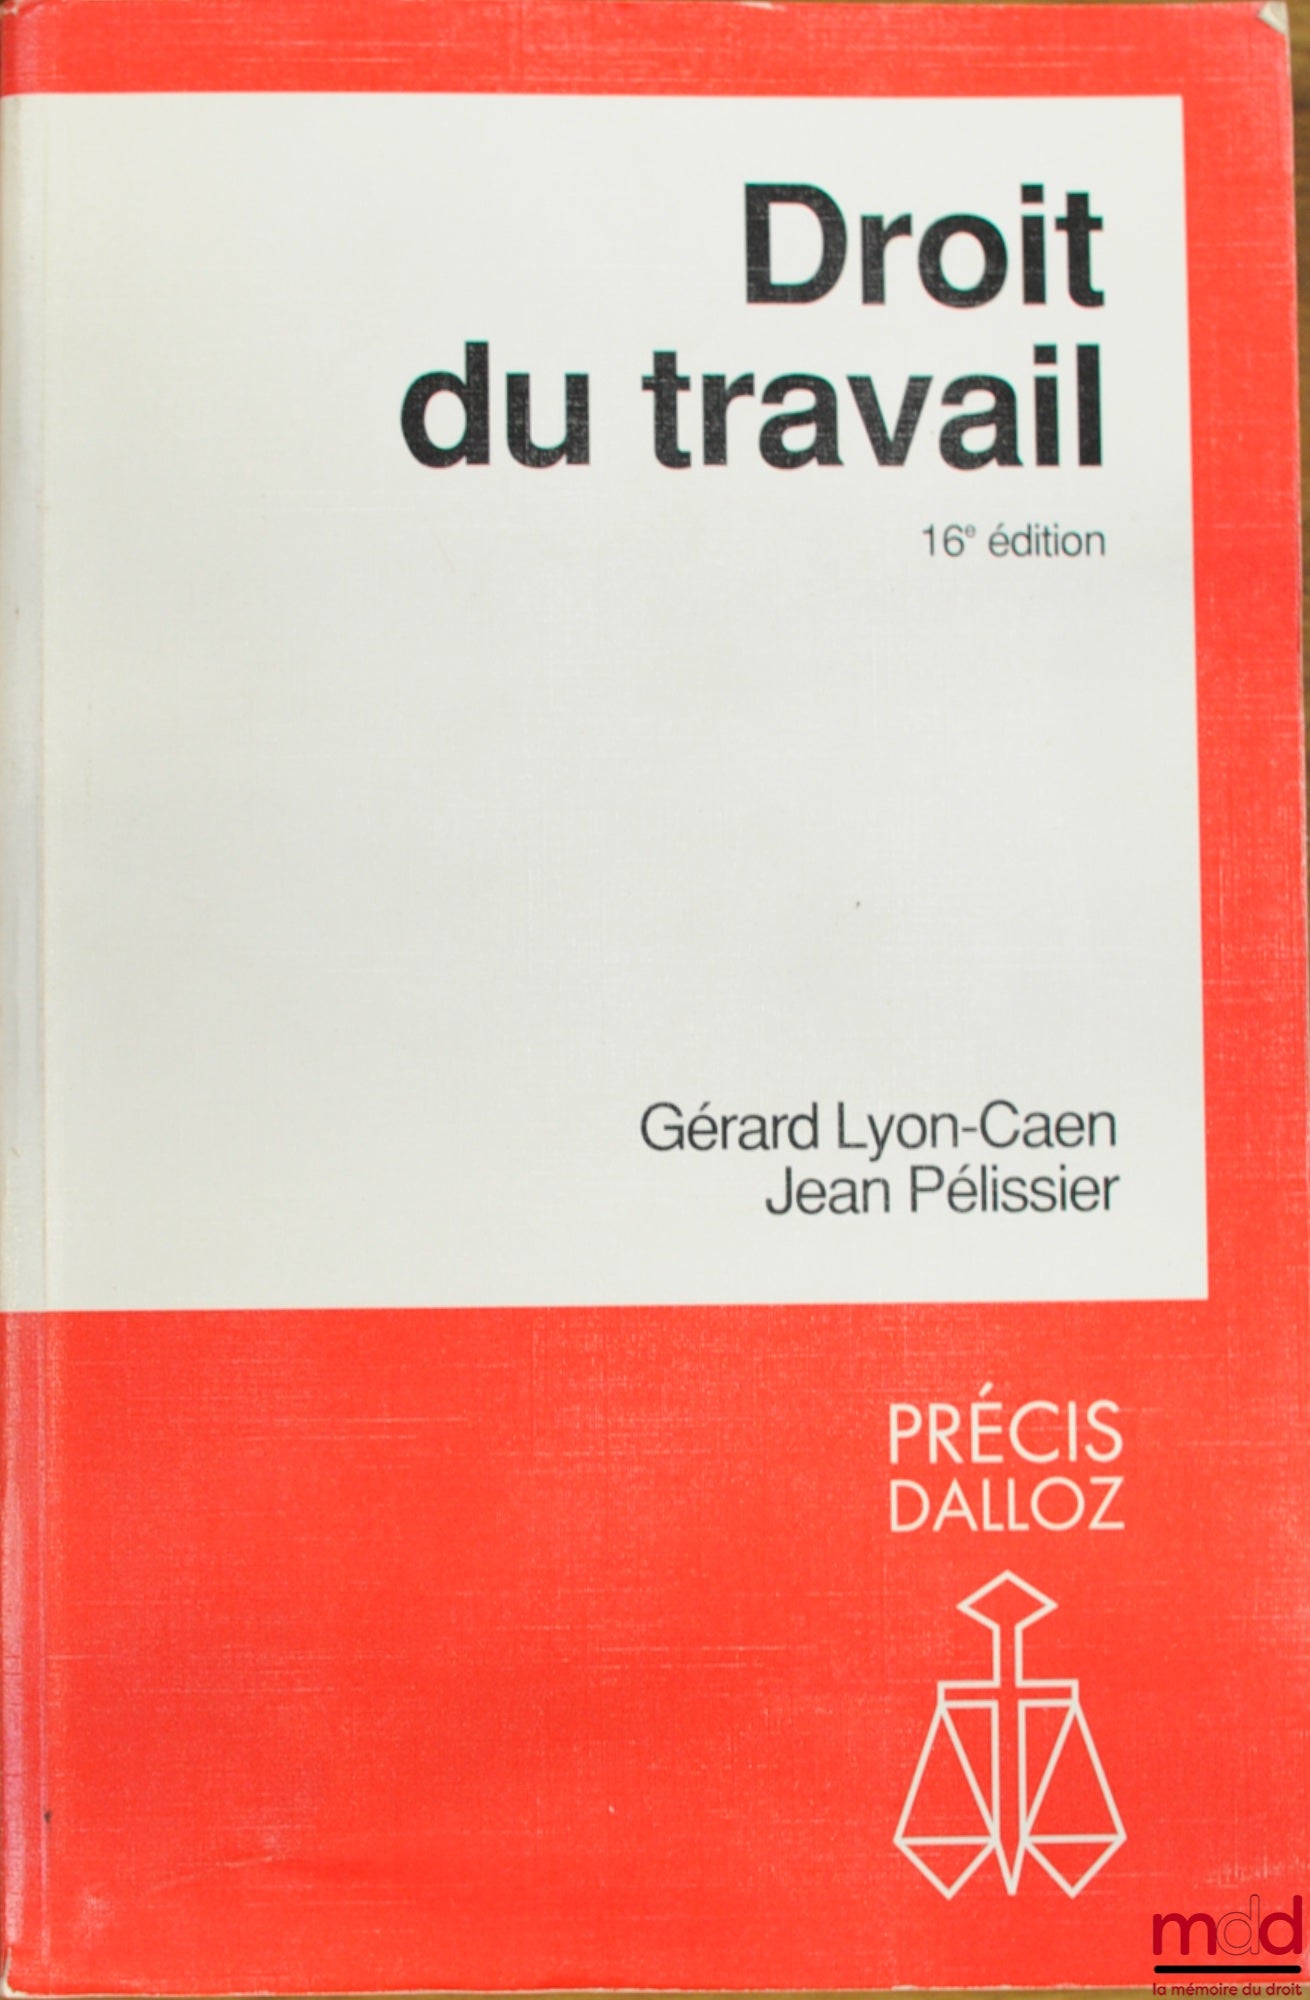 Droit
du travail
16e édition
Gérard Lyon-Caen
Jean Pélissier
PRÉCIS
DALLOZ
mdd
la mémoire du droit